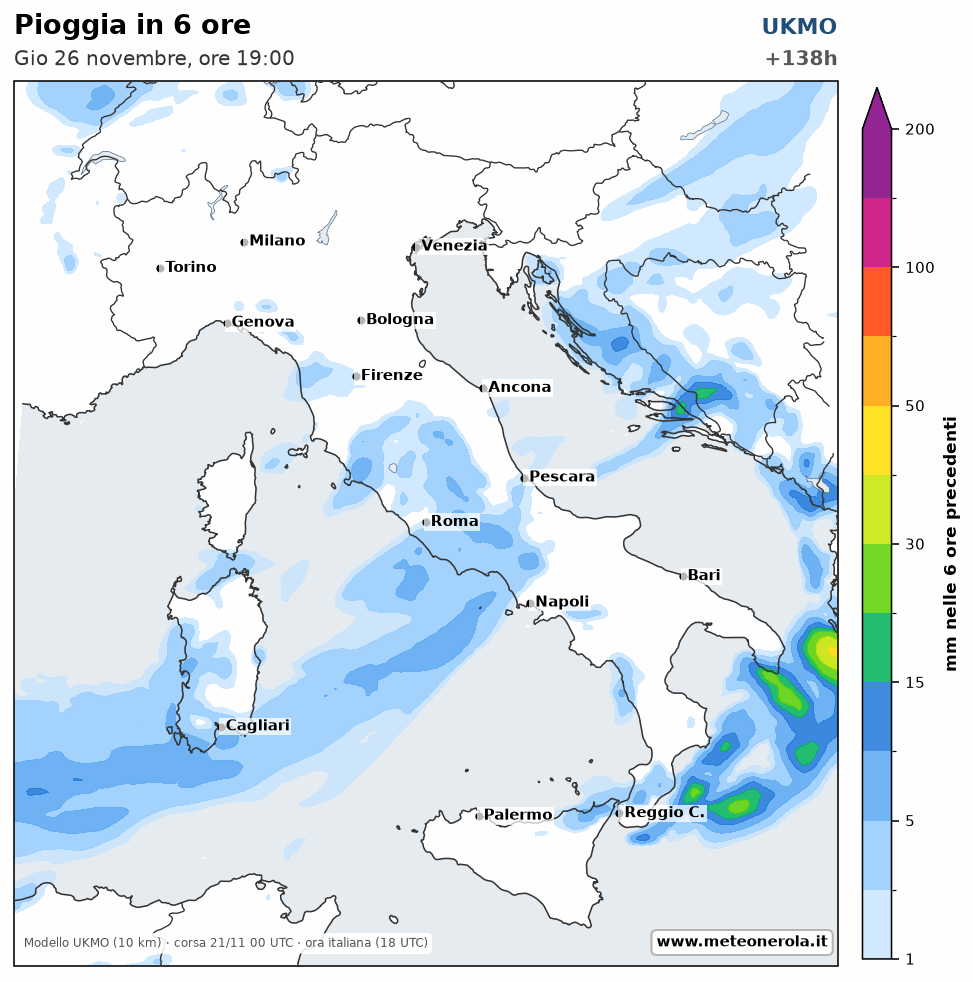 Pioggia in 6 ore
UKMO
Gio 26 novembre, ore 19:00
+138h
200
100
50
30
15
5
1
mm nelle 6 ore precedenti
Milano
Venezia
Torino
Genova
Bologna
Firenze
Ancona
Pescara
Roma
Bari
Napoli
Cagliari
Palermo
Reggio C.
Modello UKMO (10 km) · corsa 21/11 00 UTC · ora italiana (18 UTC)
www.meteonerola.it